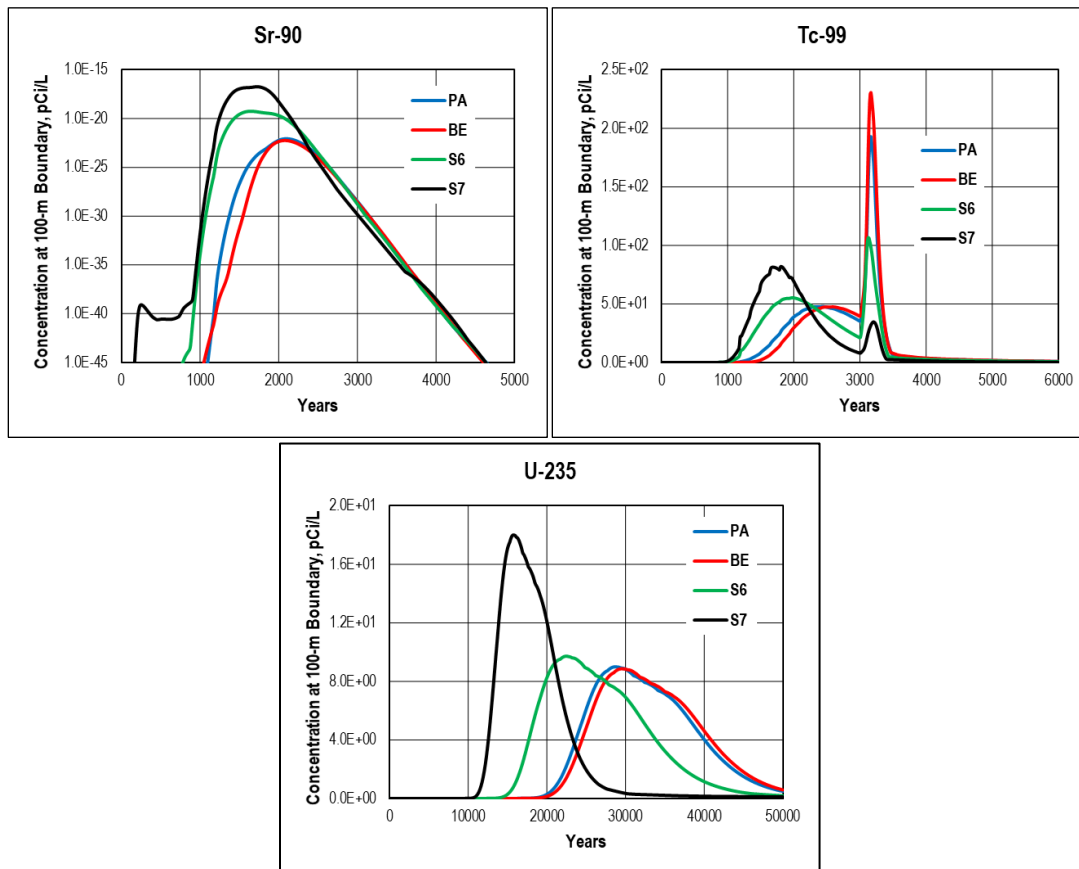 Sr-90
Concentration at 100-m Boundary, pCi/L
1.0E-15
1.0E-20
1.0E-25
1.0E-30
1.0E-35
1.0E-40
1.0E-45
0 1000 2000 3000 4000 5000
Years
PA
BE
S6
S7
Tc-99
Concentration at 100-m Boundary, pCi/L
2.5E+02
2.0E+02
1.5E+02
1.0E+02
5.0E+01
0.0E+00
0 1000 2000 3000 4000 5000 6000
Years
PA
BE
S6
S7
U-235
Concentration at 100-m Boundary, pCi/L
2.0E+01
1.6E+01
1.2E+01
8.0E+00
4.0E+00
0.0E+00
0 10000 20000 30000 40000 50000
Years
PA
BE
S6
S7